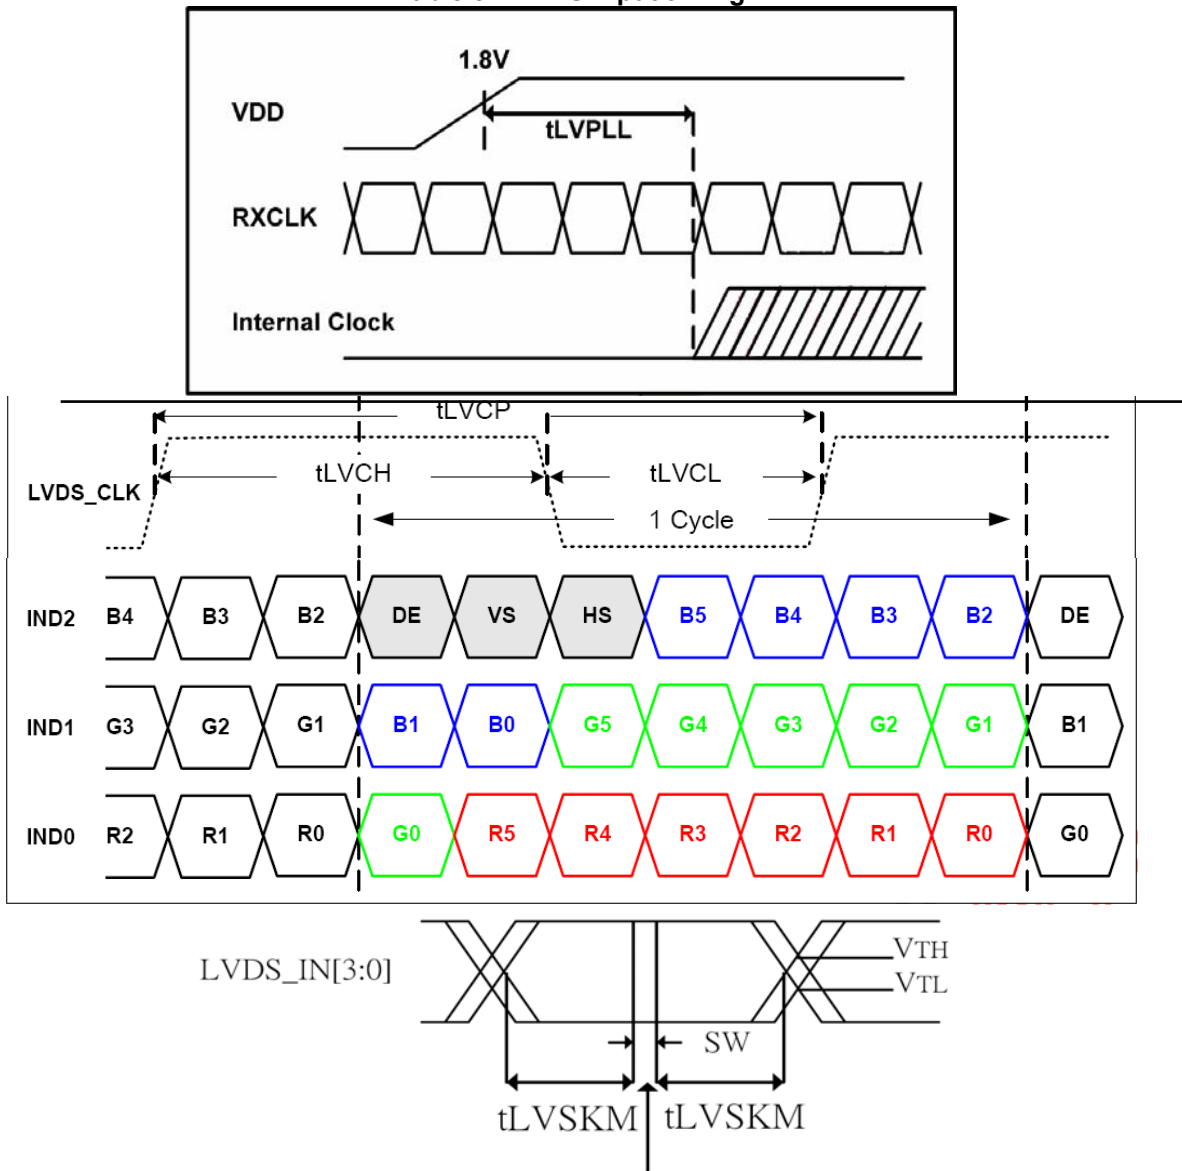 1.8V
VDD
tLVPLL
RXCLK
Internal Clock
tLVCP
tLVCH
tLVCL
LVDS_CLK
1 Cycle
IND2 B4 B3 B2 DE VS HS B5 B4 B3 B2 DE
IND1 G3 G2 G1 B1 B0 G5 G4 G3 G2 G1 B1
IND0 R2 R1 R0 G0 R5 R4 R3 R2 R1 R0 G0
LVDS_IN[3:0]
VTH
VTL
SW
tLVSKM tLVSKM